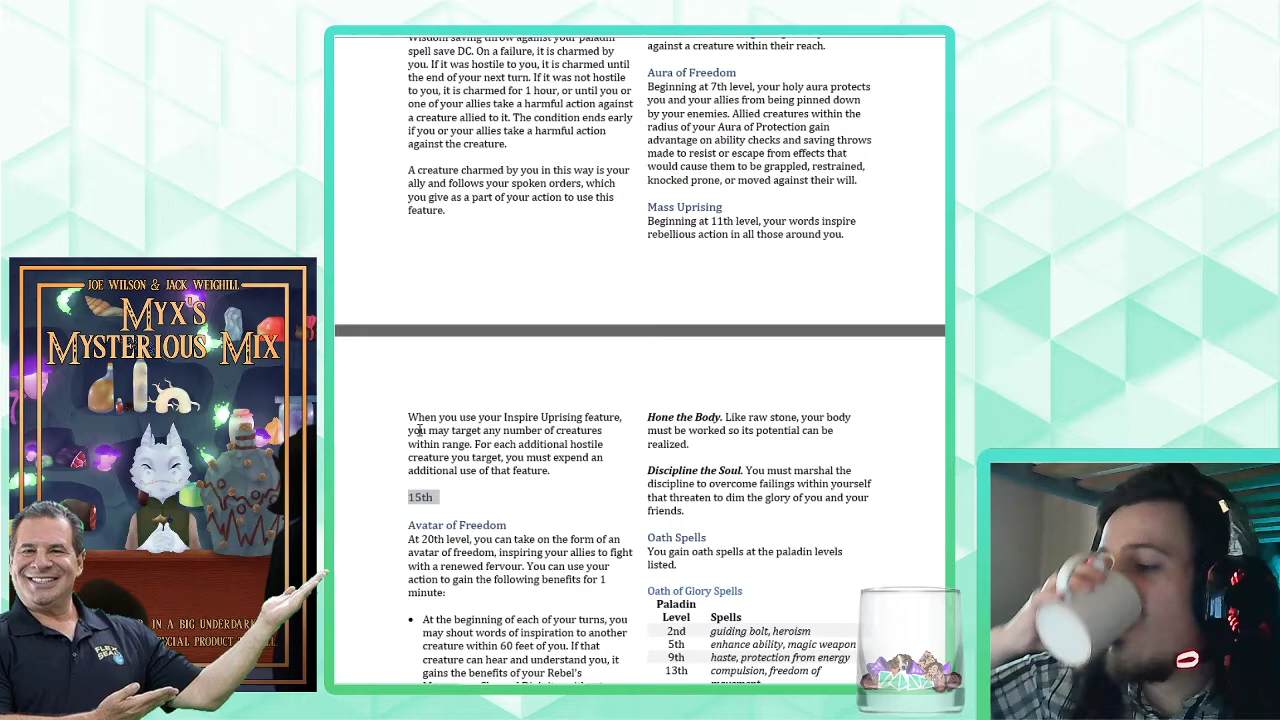 Wisdom saving throw against your paladin
spell save DC. On a failure, it is charmed by
you. If it was hostile to you, it is charmed until
the end of your next turn. If it was not hostile
to you, it is charmed for 1 hour, or until you or
one of your allies take a harmful action against
a creature allied to it. The condition ends early
if you or your allies take a harmful action
against the creature.
A creature charmed by you in this way is your
ally and follows your spoken orders, which
you give as a part of your action to use this
feature.
against a creature within their reach.
Aura of Freedom
Beginning at 7th level, your holy aura protects
you and your allies from being pinned down
by your enemies. Allied creatures within the
radius of your Aura of Protection gain
advantage on ability checks and saving throws
made to resist or escape from effects that
would cause them to be grappled, restrained,
knocked prone, or moved against their will.
Mass Uprising
Beginning at 11th level, your words inspire
rebellious action in all those around you.
When you use your Inspire Uprising feature,
you may target any number of creatures
within range. For each additional hostile
creature you target, you must expend an
additional use of that feature.
15th
Avatar of Freedom
At 20th level, you can take on the form of an
avatar of freedom, inspiring your allies to fight
with a renewed fervour. You can use your
action to gain the following benefits for 1
minute:
• At the beginning of each of your turns, you
may shout words of inspiration to another
creature within 60 feet of you. If that
creature can hear and understand you, it
gains the benefits of your Rebel's
Hone the Body. Like raw stone, your body
must be worked so its potential can be
realized.
Discipline the Soul. You must marshal the
discipline to overcome failings within yourself
that threaten to dim the glory of you and your
friends.
Oath Spells
You gain oath spells at the paladin levels
listed.
Oath of Glory Spells
Paladin
Level Spells
2nd guiding bolt, heroism
5th enhance ability, magic weapon
9th haste, protection from energy
13th compulsion, freedom of
movement
JOE WILSON & JACK WEIGHILL
MYX'S
MYSTERIOUS MIX
IN A BIG UNDERDARK
PRODUCT